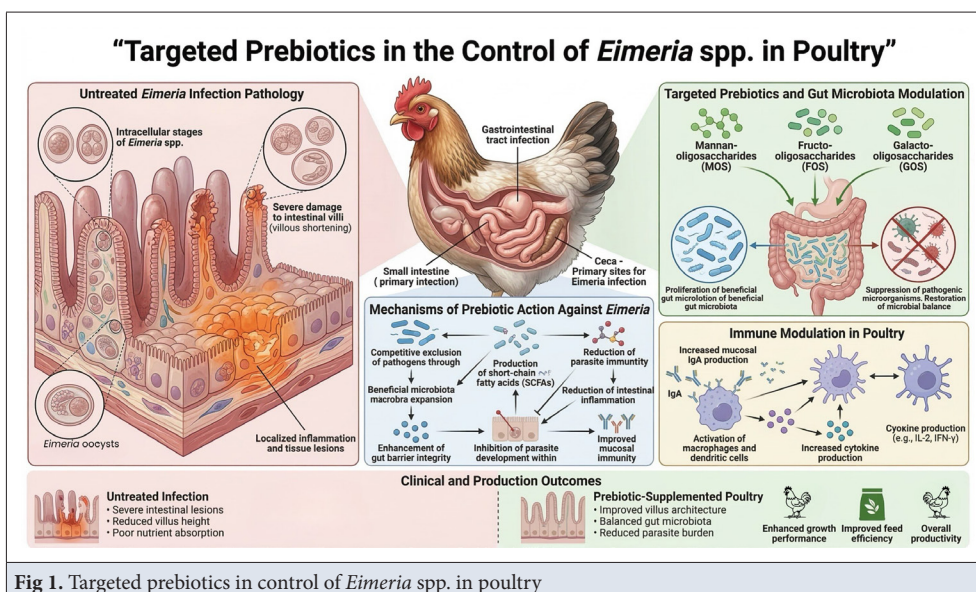 “Targeted Prebiotics in the Control of Eimeria spp. in Poultry”
Untreated Eimeria Infection Pathology
Intracellular stages
of Eimeria spp.
Severe damage
to intestinal villi
(villous shortening)
Eimeria oocysts
Localized inflammation
and tissue lesions
Gastrointestinal
tract infection
Small intestine
( primary infection)
Ceca -
Primary sites for
Eimeria infection
Mechanisms of Prebiotic Action Against Eimeria
Competitive exclusion
of pathogens through
Production
of short-chain
fatty acids (SCFAs)
Reduction of
parasite immunity
Beneficial microbiota
macrobra expansion
Reduction of intestinal
inflammation
Enhancement of
gut barrier integrity
Inhibition of parasite
development within
Improved
mucosal
immunity
Targeted Prebiotics and Gut Microbiota Modulation
Mannan-
oligosaccharides
(MOS)
Fructo-
oligosaccharides
(FOS)
Galacto-
oligosaccharides
(GOS)
Proliferation of beneficial
gut microlotion of beneficial
gut microbiota
Suppression of pathogenic
microorganisms. Restoration
of microbial balance
Immune Modulation in Poultry
Increased mucosal
IgA production
IgA
Activation of
macrophages and
dendritic cells
Increased cytokine
production
Cyoкine production
(e.g., IL-2, IFN-γ)
Clinical and Production Outcomes
Untreated Infection
• Severe intestinal lesions
• Reduced villus height
• Poor nutrient absorption
Prebiotic-Supplemented Poultry
• Improved villus architecture
• Balanced gut microbiota
• Reduced parasite burden
Enhanced growth
performance
Improved feed
efficiency
Overall
productivity
Fig 1. Targeted prebiotics in control of Eimeria spp. in poultry